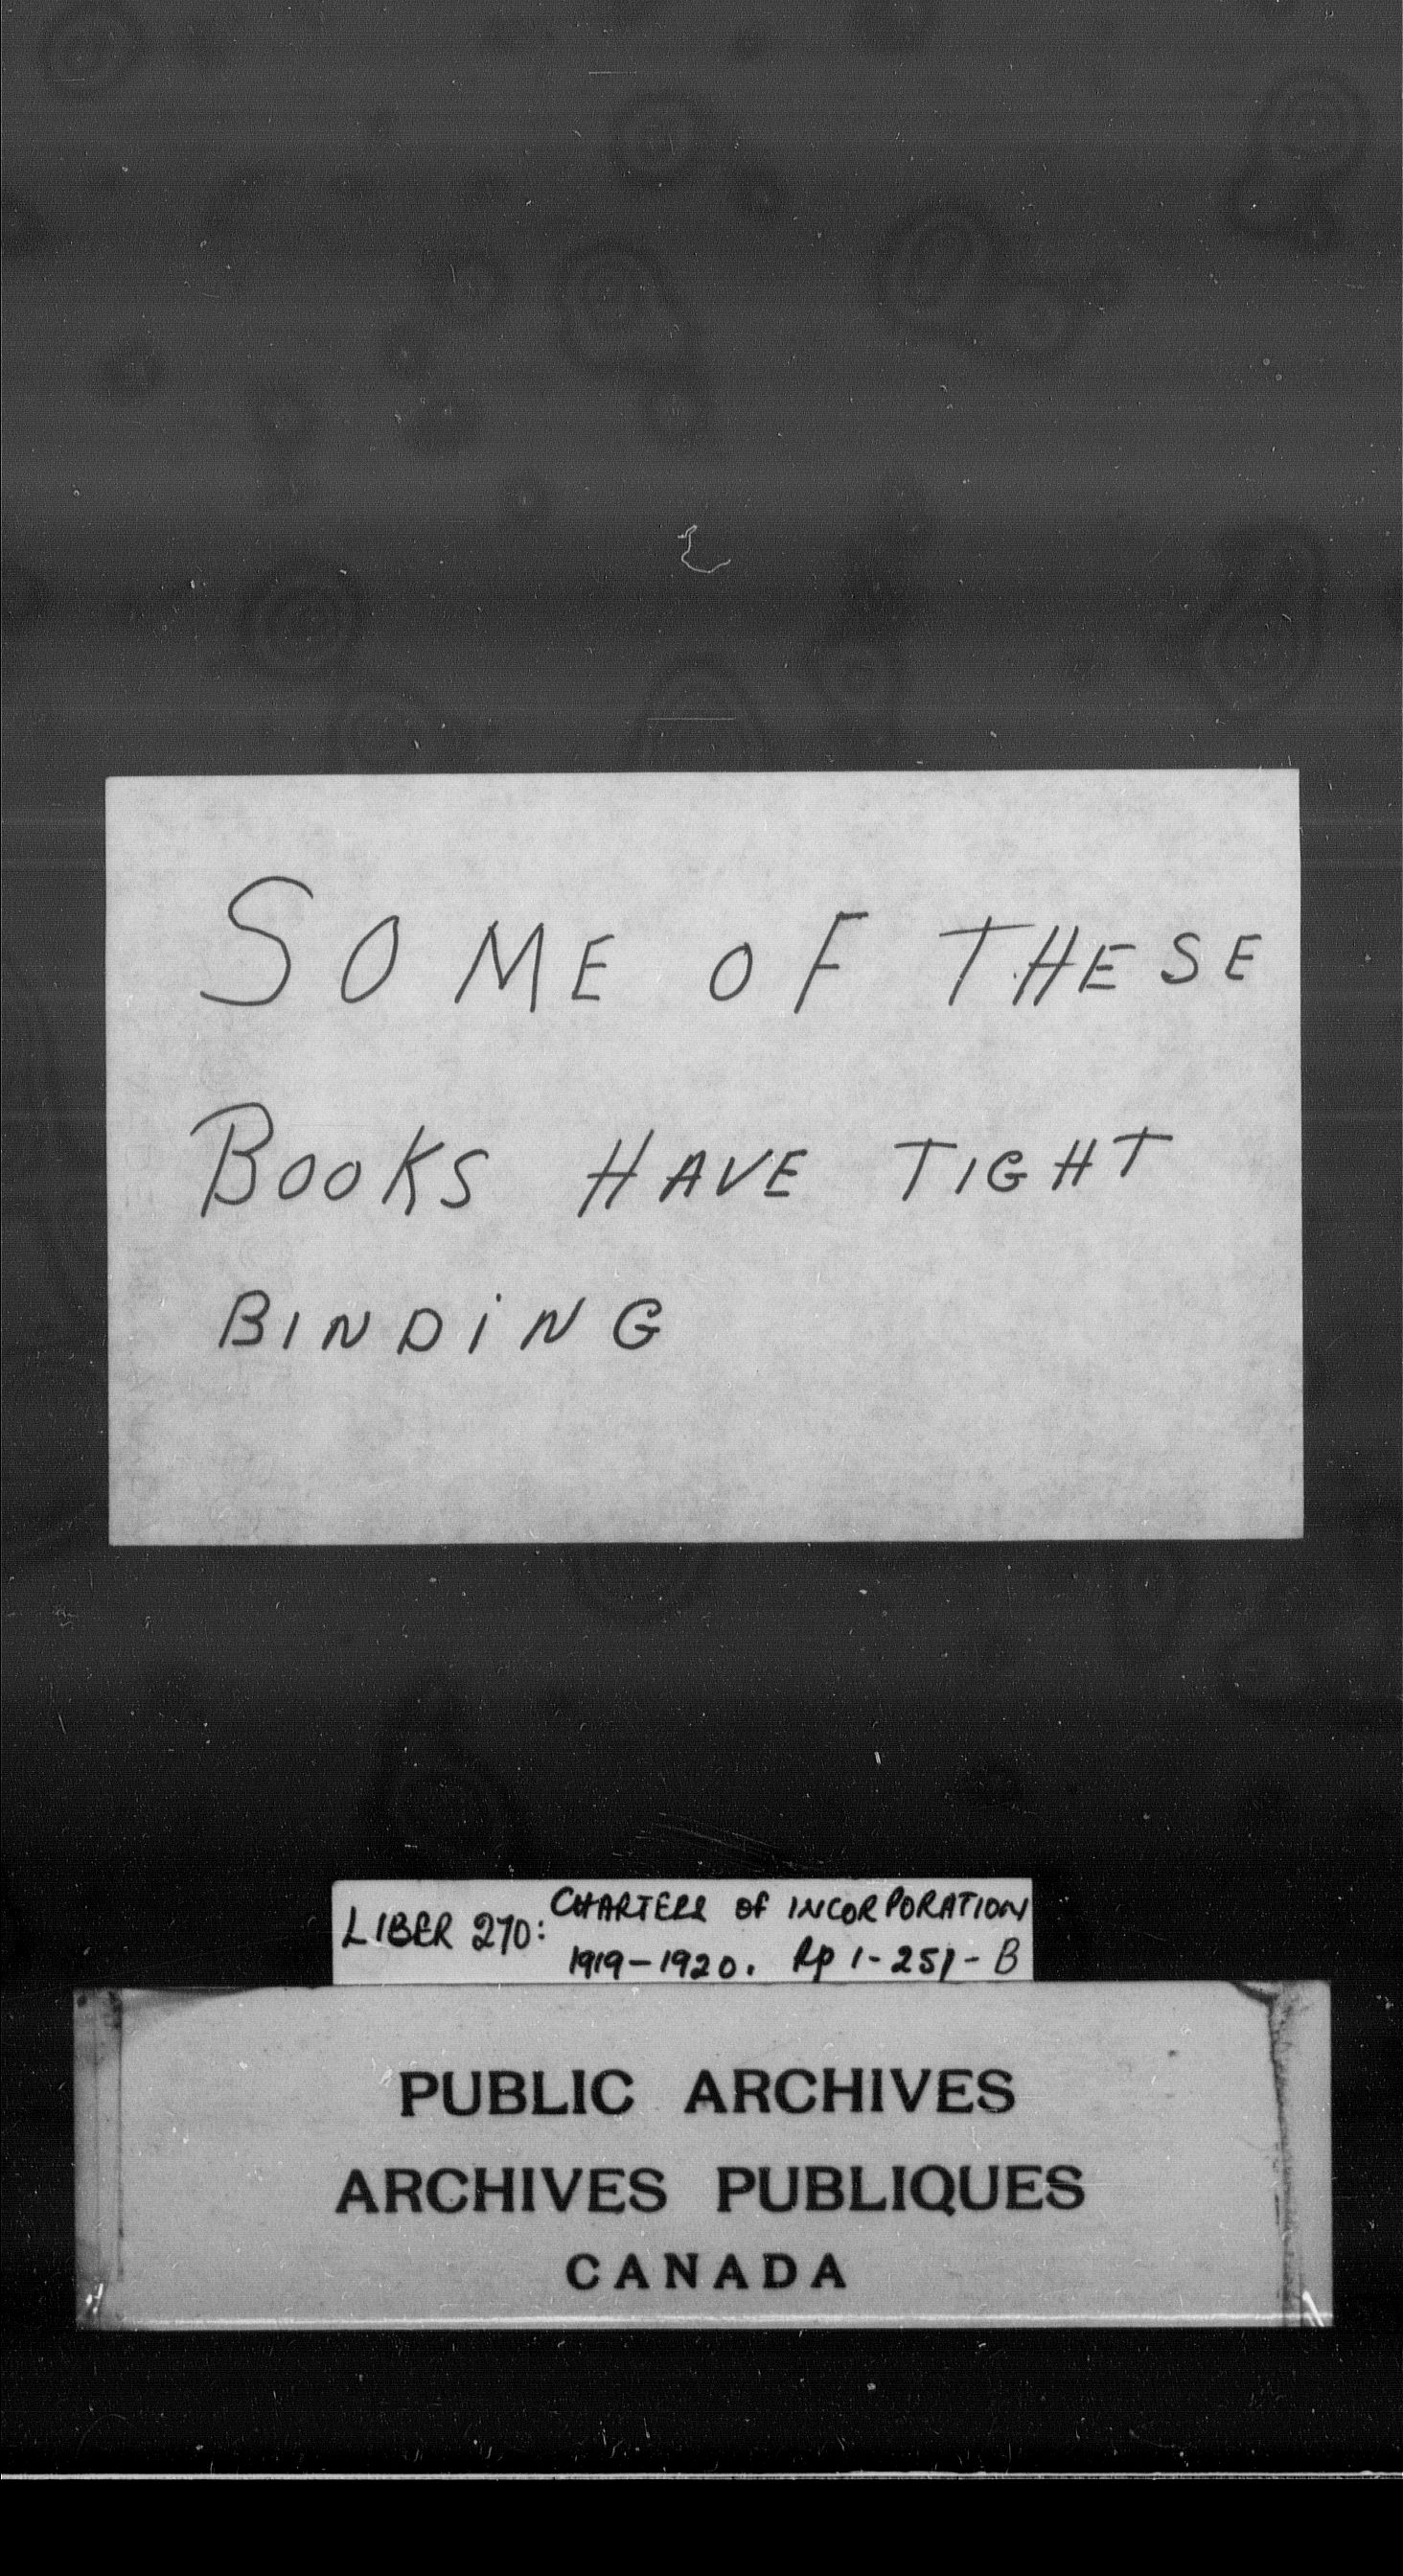 SOME OF THESE
BOOKS HAVE TIGHT
BINDING
LIBER 270: CHARTERS OF INCORPORATION
1919-1920. Pp 1-251-B
PUBLIC ARCHIVES
ARCHIVES PUBLIQUES
CANADA